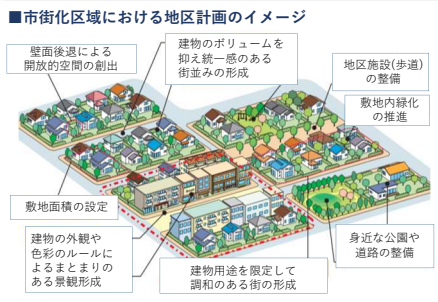 ■市街化区域における地区計画のイメージ
壁面後退による
開放的空間の創出
建物のボリュームを
抑え統一感のある
街並みの形成
地区施設(歩道)
の整備
敷地内緑化
の推進
敷地面積の設定
建物の外観や
色彩のルールに
よるまとまりの
ある景観形成
建物用途を限定して
調和のある街の形成
身近な公園や
道路の整備